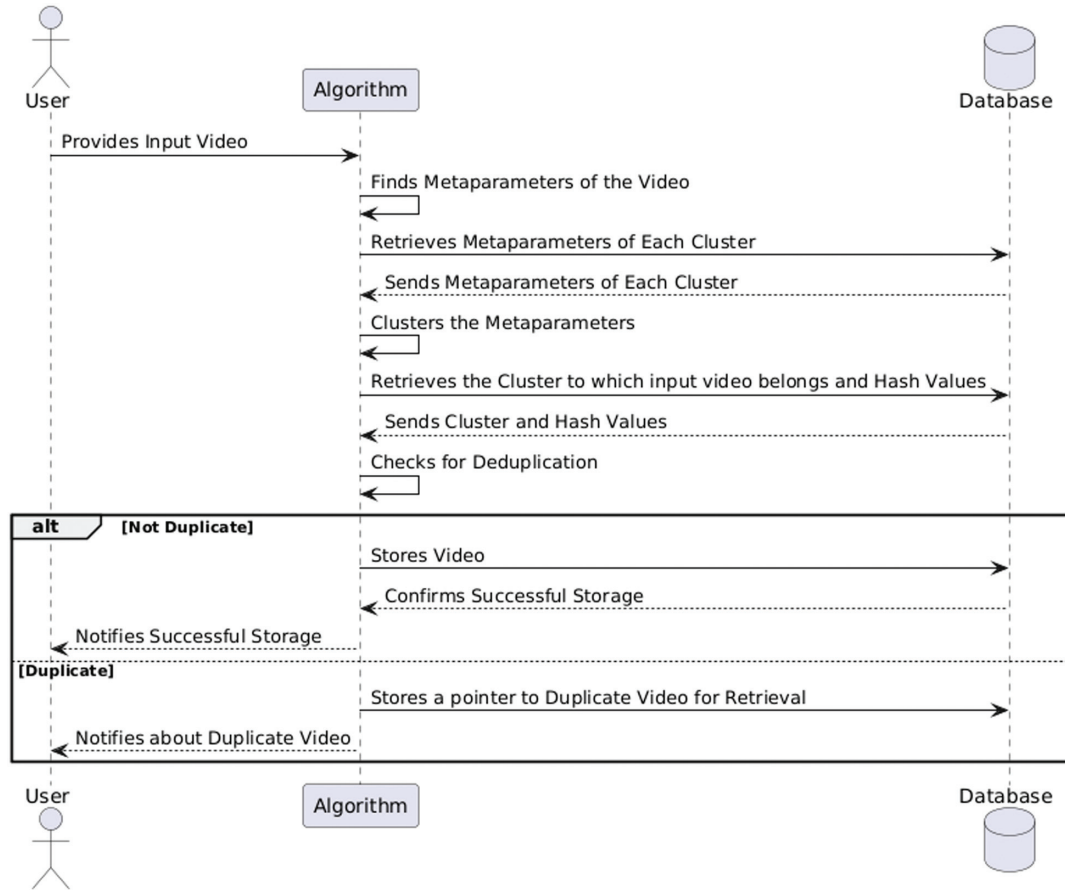 User
Algorithm
Database
Provides Input Video
Finds Metaparameters of the Video
Retrieves Metaparameters of Each Cluster
Sends Metaparameters of Each Cluster
Clusters the Metaparameters
Retrieves the Cluster to which input video belongs and Hash Values
Sends Cluster and Hash Values
Checks for Deduplication
alt [Not Duplicate]
Stores Video
Confirms Successful Storage
Notifies Successful Storage
[Duplicate]
Stores a pointer to Duplicate Video for Retrieval
Notifies about Duplicate Video
User
Algorithm
Database